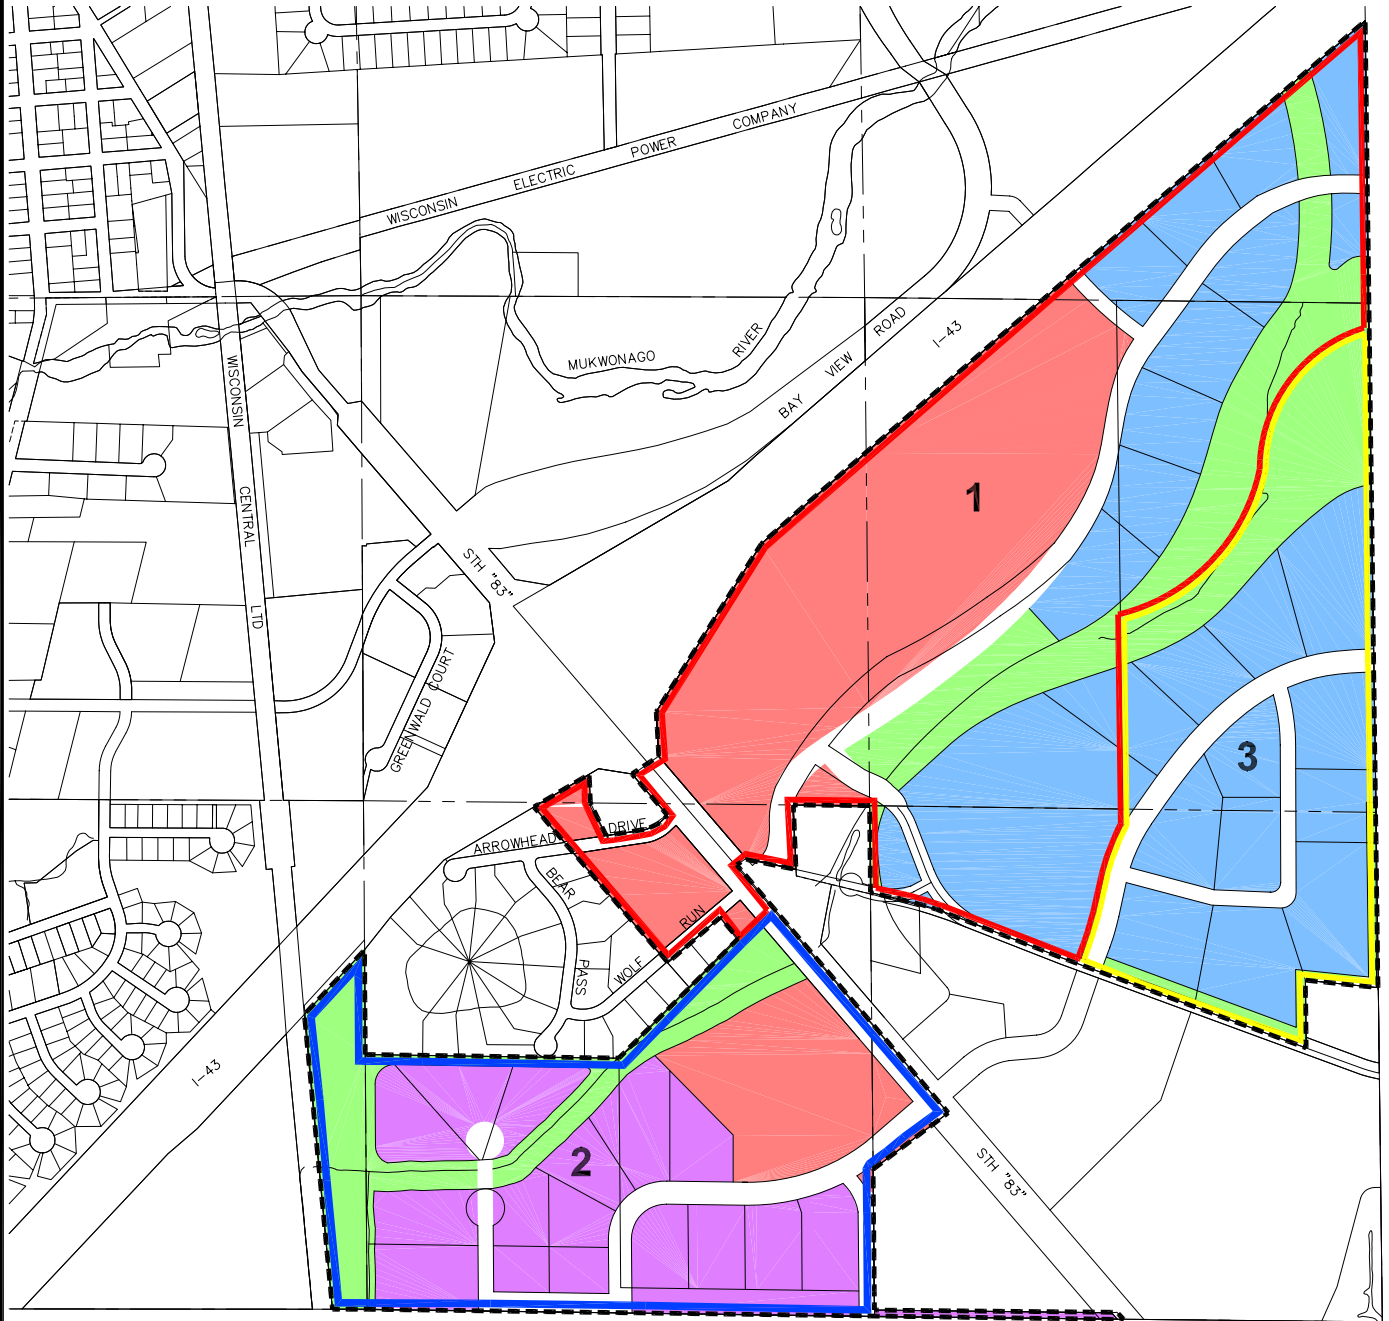 WISCONSIN ELECTRIC POWER COMPANY
MUKWONAGO RIVER
BAY VIEW ROAD
I-43
WISCONSIN CENTRAL LTD
1
STH "83"
GREENWALD COURT
3
ARROWHEAD DRIVE
BEAR PASS
WOLF RUN
I-43
2
STH "83"